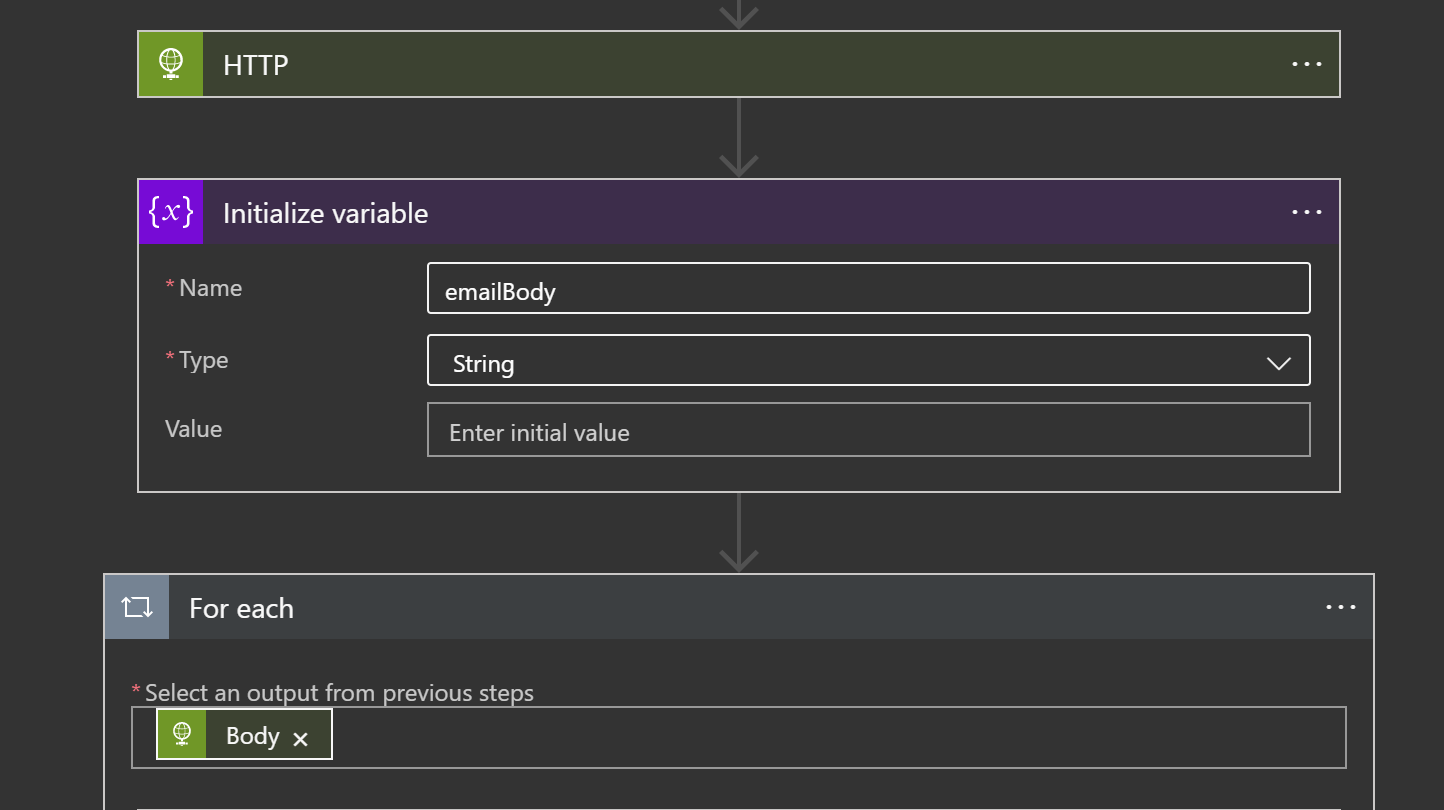 HTTP
{x} Initialize variable
* Name emailBody
* Type String
Value Enter initial value
For each
* Select an output from previous steps
Body